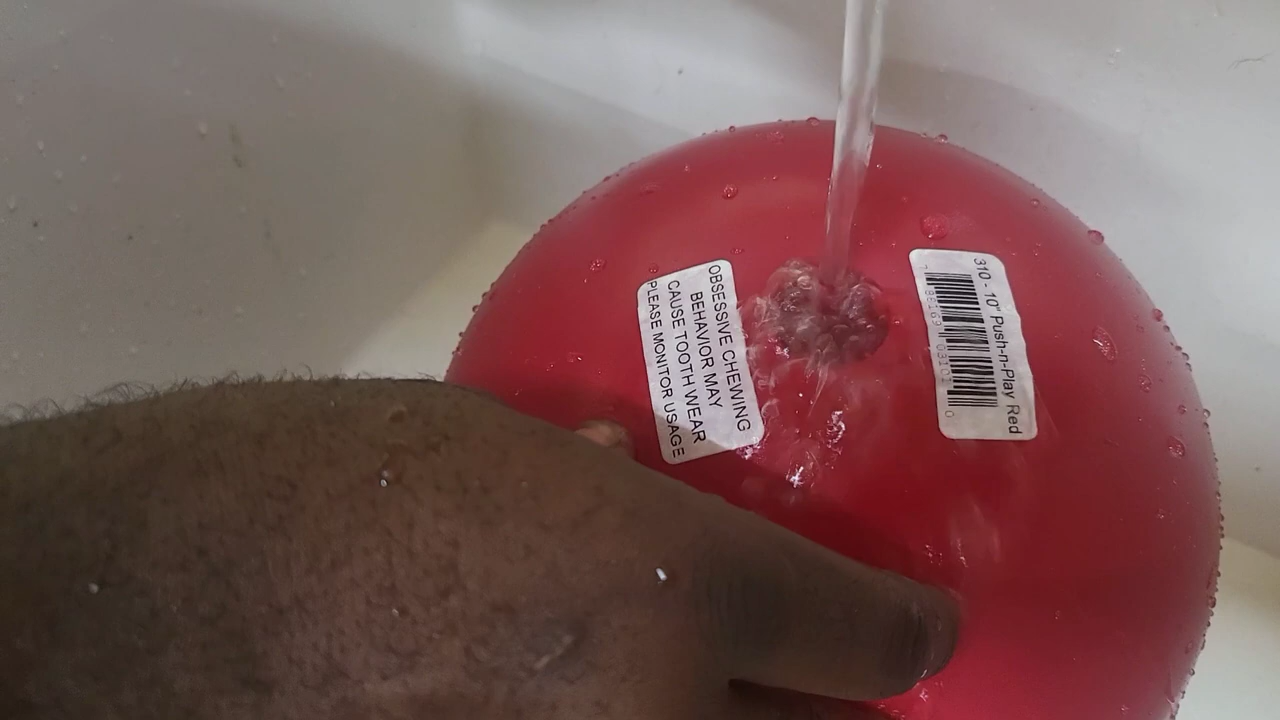 OBSESSIVE CHEWING
BEHAVIOR MAY
CAUSE TOOTH WEAR
PLEASE MONITOR USAGE
310 - 10" Push-n-Play Red